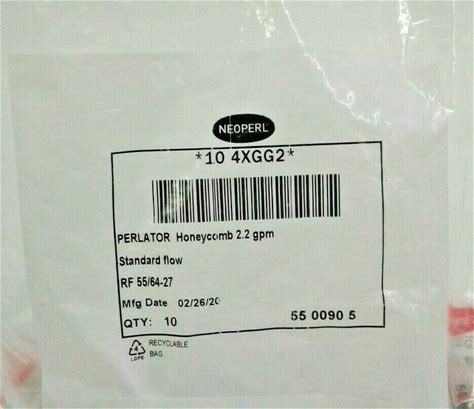 NEOPERL
*10 4XGG2*
PERLATOR Honeycomb 2.2 gpm
Standard flow
RF 55/64-27
Mfg Date 02/26/20
QTY: 10 55 0090 5
4 RECYCLABLE
LDPE BAG